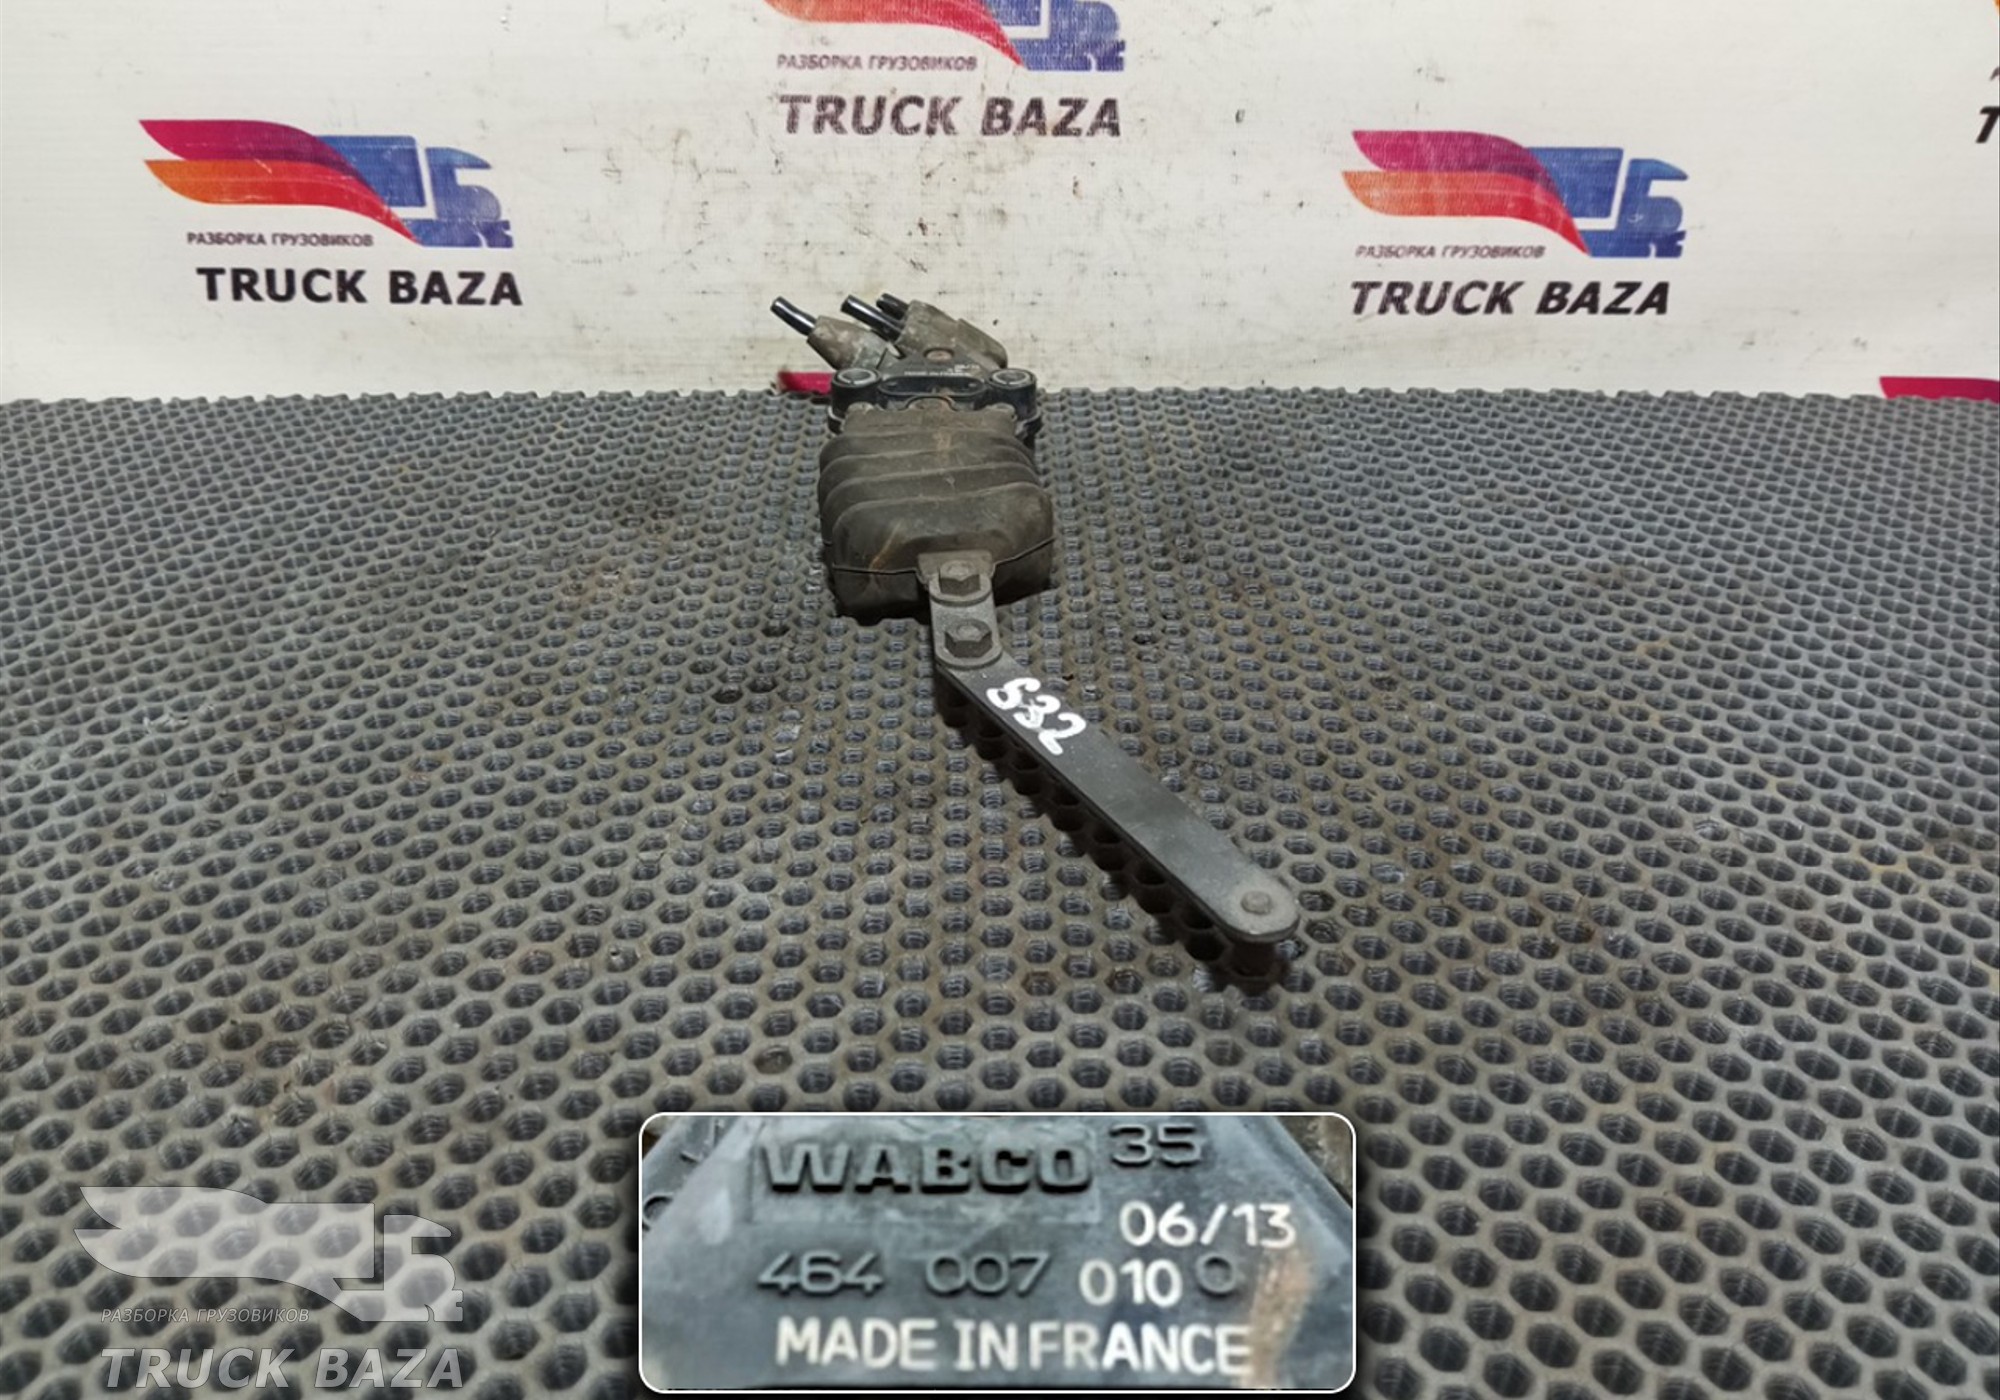 РАЗБОРКА ГРУЗОВИКОВ
TRUCK BAZA
РАЗБОРКА ГРУЗОВИКОВ
TRUCK BAZA
РАЗБОРКА ГРУЗОВИКОВ
TRUCK BAZA
T
532
WABCO 35
06/13
464 007 010 0
MADE IN FRANCE
РАЗБОРКА ГРУЗОВИКОВ
TRUCK BAZA